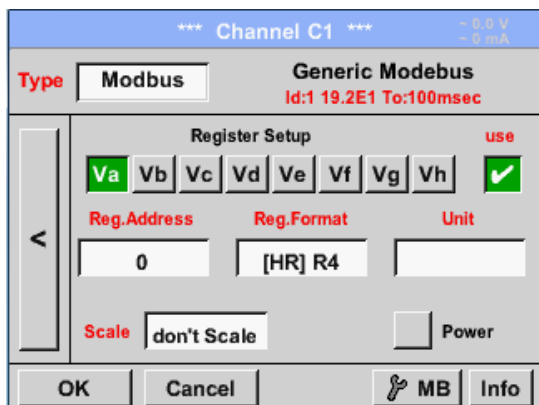 *** Channel C1 ***
~ 0.0 V
~ 0 mA
Type Modbus
Generic Modebus
Id:1 19.2E1 To:100msec
Register Setup
use
Va Vb Vc Vd Ve Vf Vg Vh
Reg.Address Reg.Format Unit
<
0 [HR] R4
Scale don't Scale Power
OK Cancel MB Info